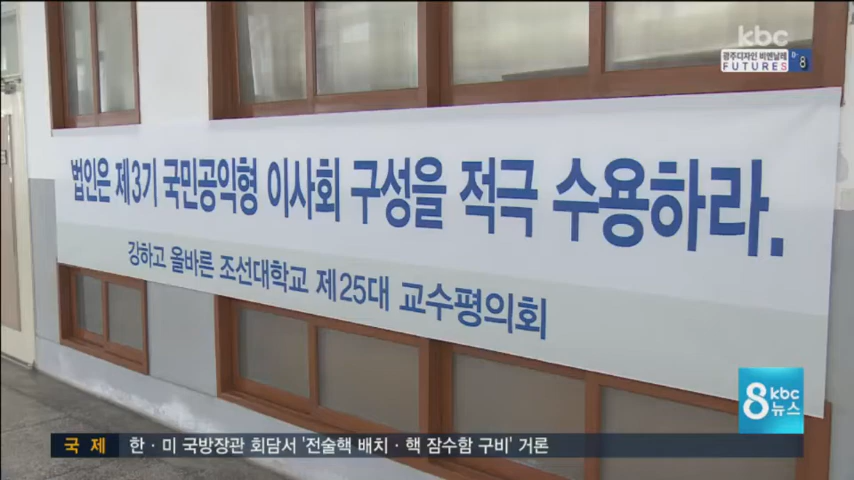 kbc
광주디자인 비엔날레
FUTURES
8
법인은 제3기 국민공익형 이사회 구성을 적극 수용하라.
강하고 올바른 조선대학교 제25대 교수평의회
8 kbc
뉴스
국 제 한·미 국방장관 회담서 '전술핵 배치·핵 잠수함 구비' 거론